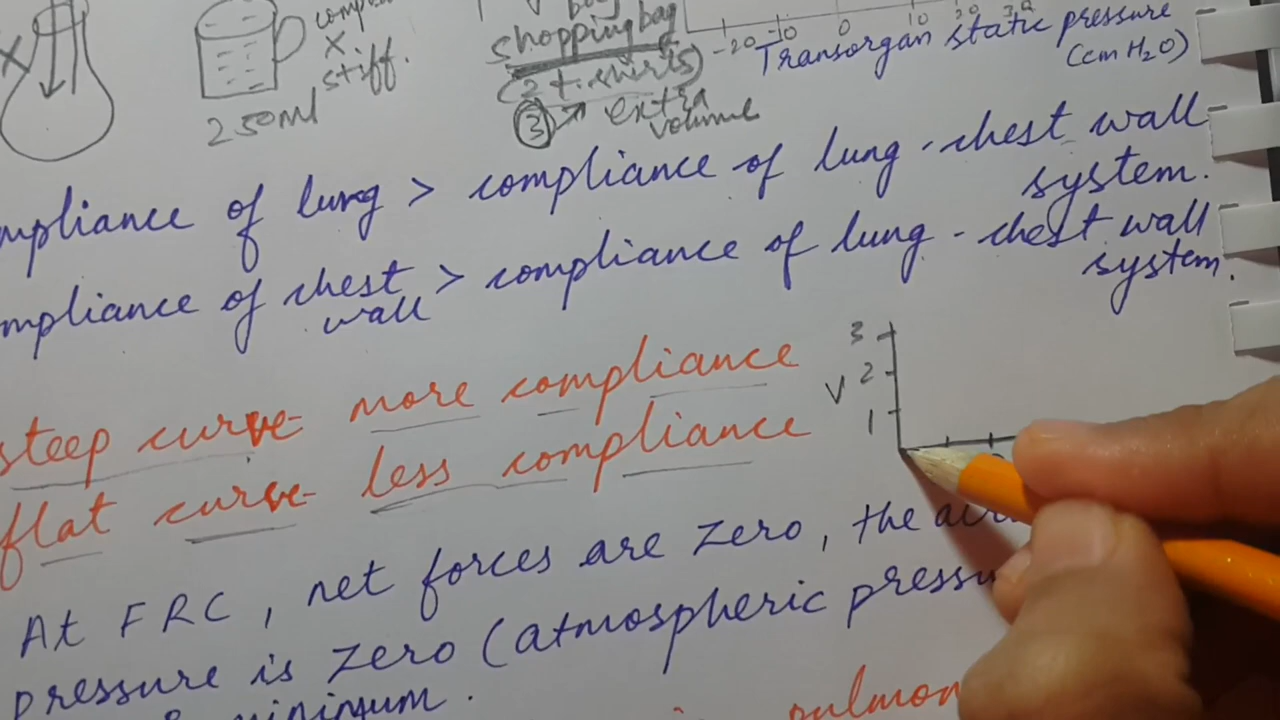 X
250ml
X
stiff.
shopping bag
(2 t.shirts)
③ extra
volume
-20 -10 0 10 20 30
Transorgan static pressure
(cm H₂O)
mpliance of lung > compliance of lung - chest wall
system.
mpliance of chest > compliance of lung - chest wall
wall
system.
steep curve - more compliance
flat curve - less compliance
3
V 2
1
At FRC, net forces are zero, the
pressure is zero (atmospheric